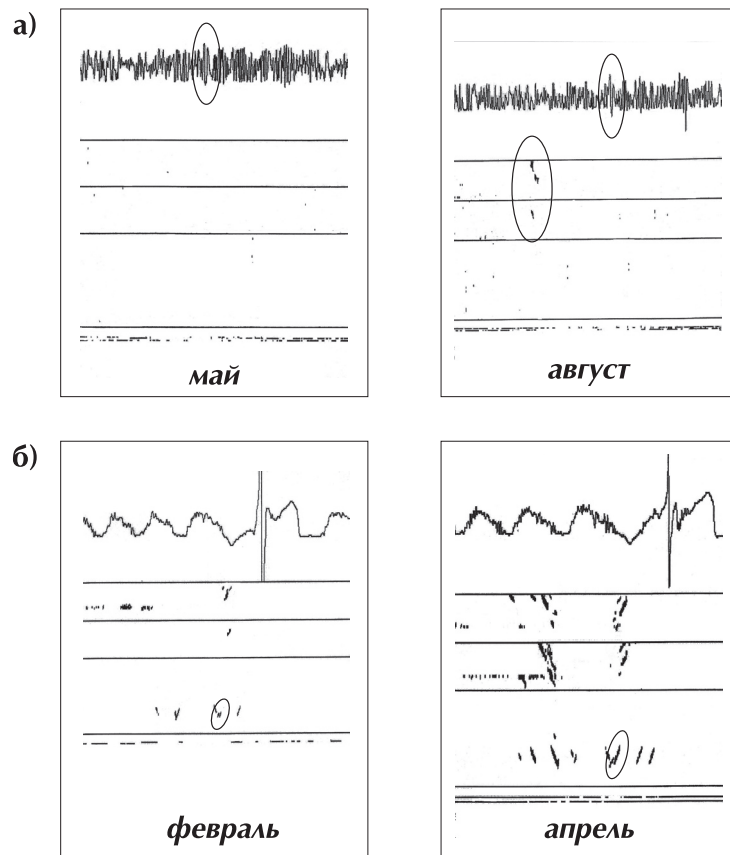 а)
май
август
б)
февраль
апрель